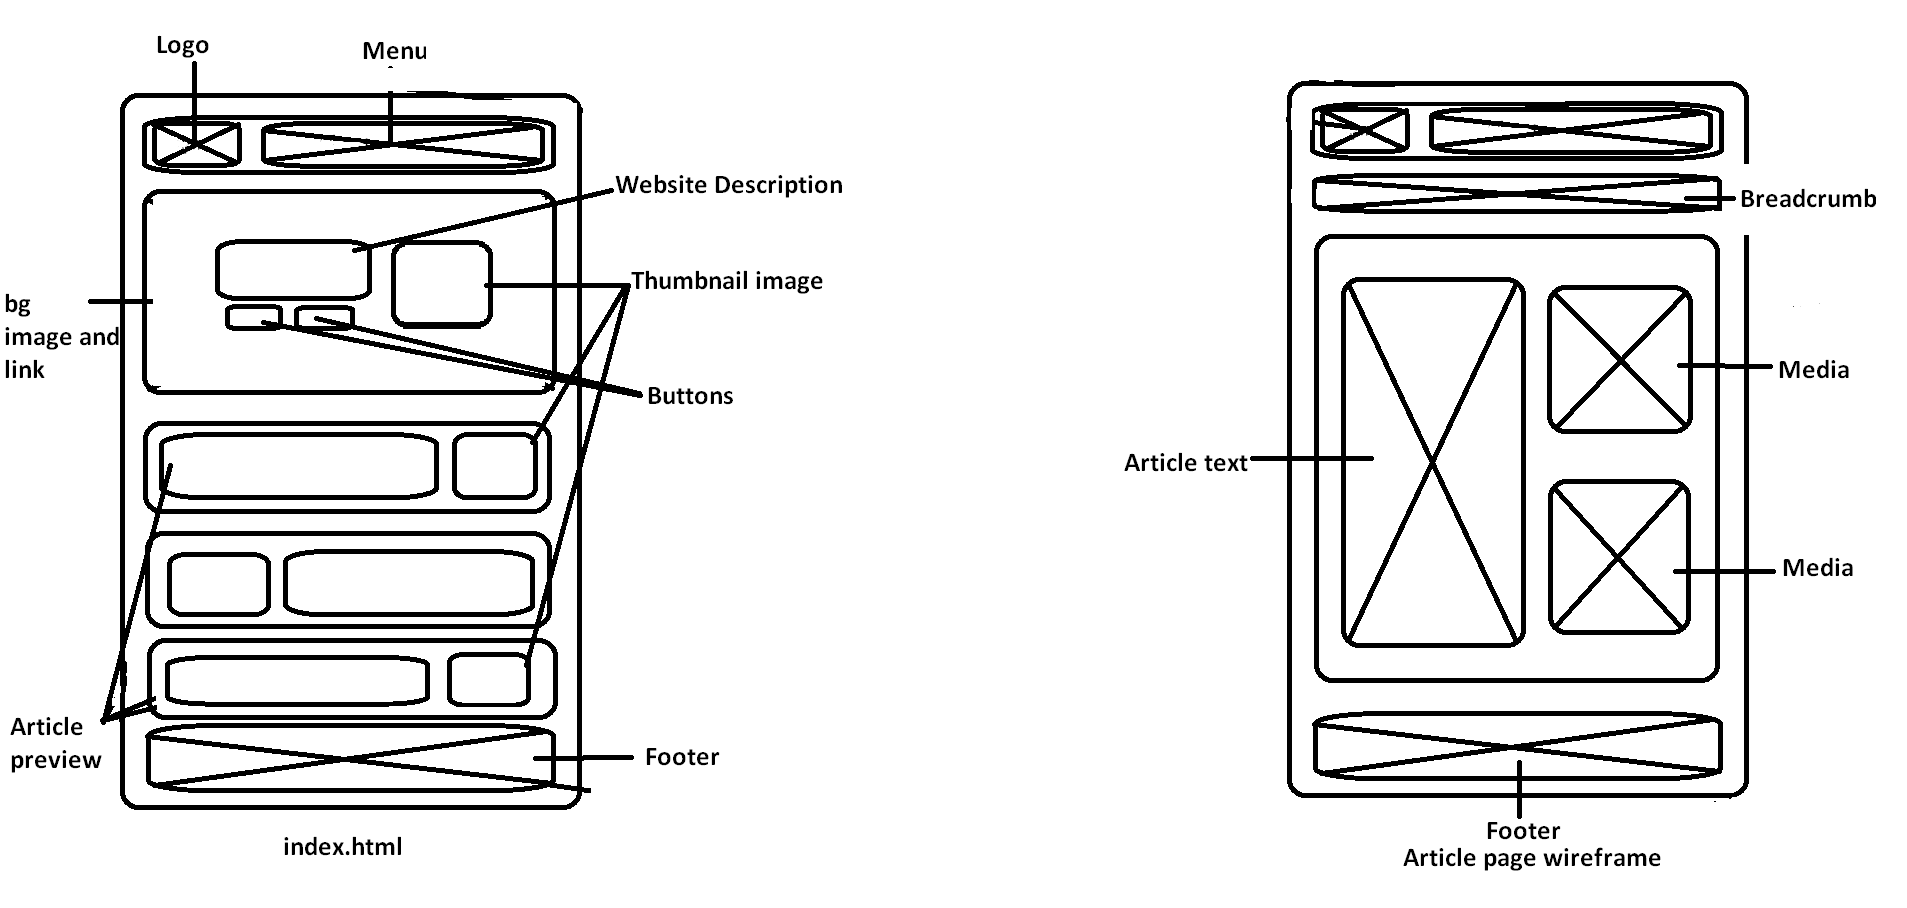 Logo
Menu
Website Description
Thumbnail image
bg
image and
link
Buttons
Article
preview
Footer
index.html
Breadcrumb
Media
Article text
Media
Footer
Article page wireframe